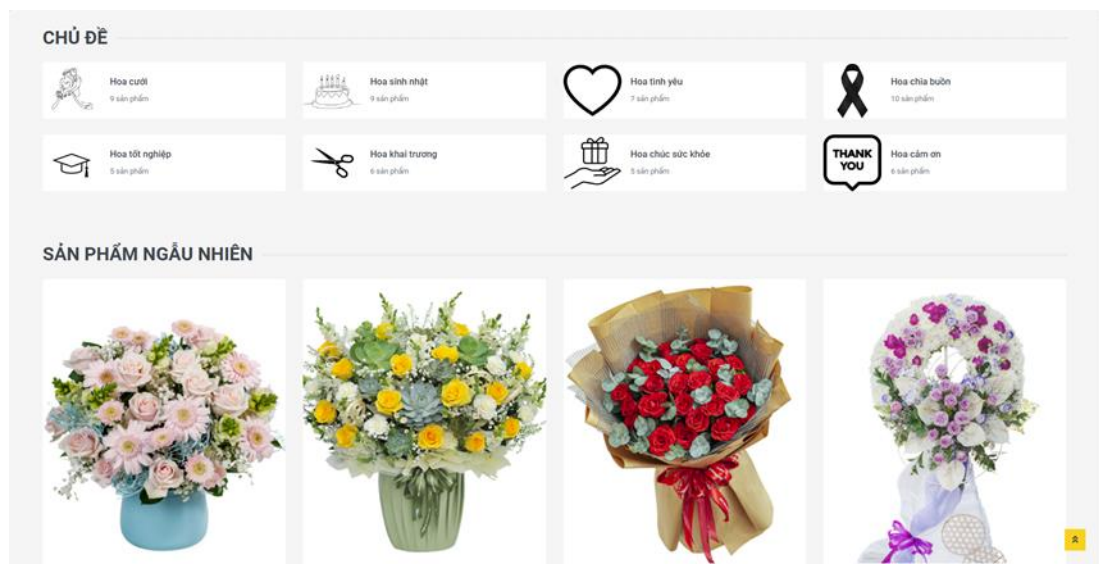 CHỦ ĐỀ
Hoa cưới
9 sản phẩm
Hoa sinh nhật
9 sản phẩm
Hoa tình yêu
7 sản phẩm
Hoa chia buồn
10 sản phẩm
Hoa tốt nghiệp
5 sản phẩm
Hoa khai trương
6 sản phẩm
Hoa chúc sức khỏe
5 sản phẩm
THANK
YOU
Hoa cảm ơn
6 sản phẩm
SẢN PHẨM NGẪU NHIÊN